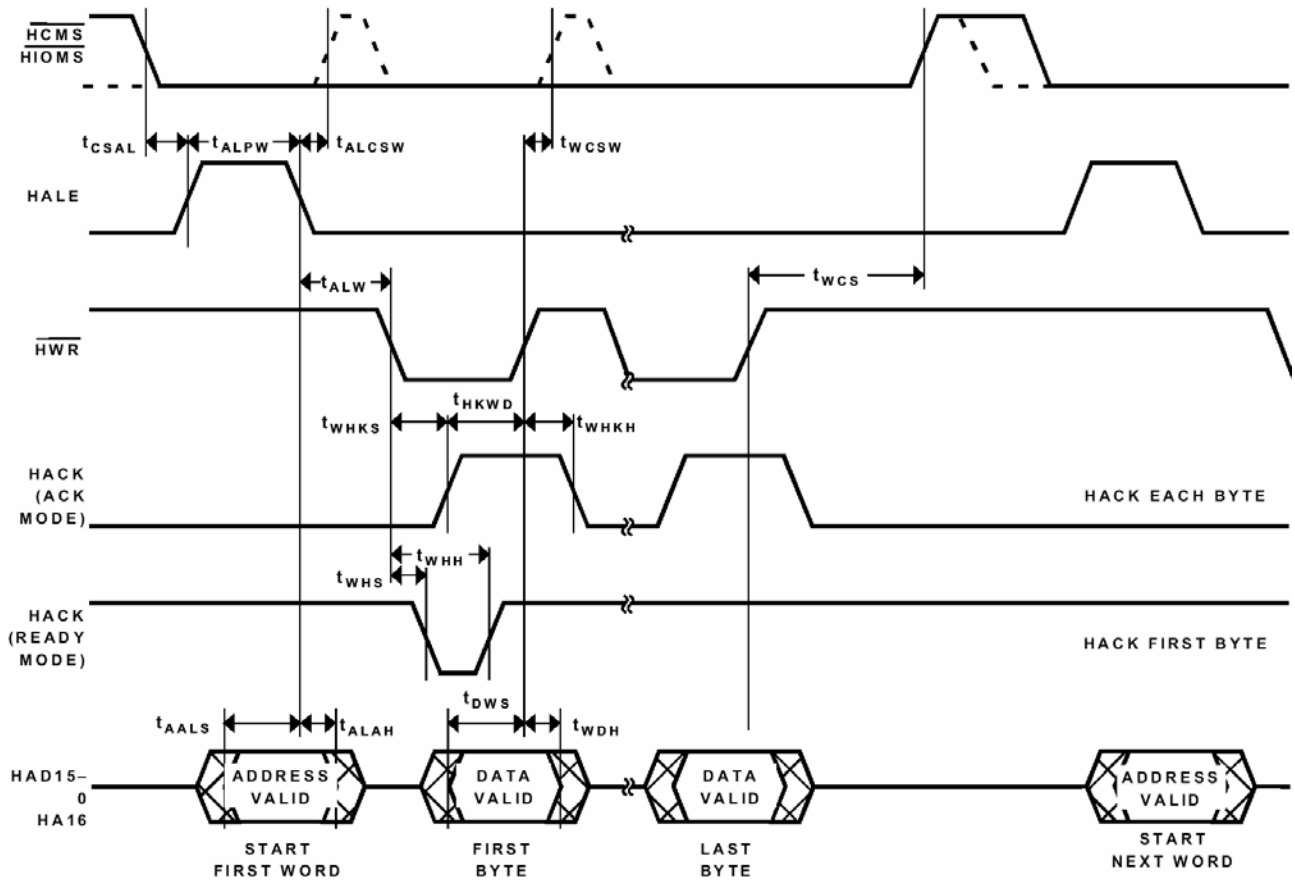 HCMS
HIOMS
tCSAL
tALPW
tALCSW
tWCSW
HALE
tALW
tWCS
HWR
tHKWD
tWHKS
tWHKH
HACK
(ACK
MODE)
HACK EACH BYTE
tWHH
tWHS
HACK
(READY
MODE)
HACK FIRST BYTE
tDWS
tAALS
tALAH
tWDH
HAD15–
0
HA16
ADDRESS
VALID
DATA
VALID
DATA
VALID
ADDRESS
VALID
START
FIRST WORD
FIRST
BYTE
LAST
BYTE
START
NEXT WORD